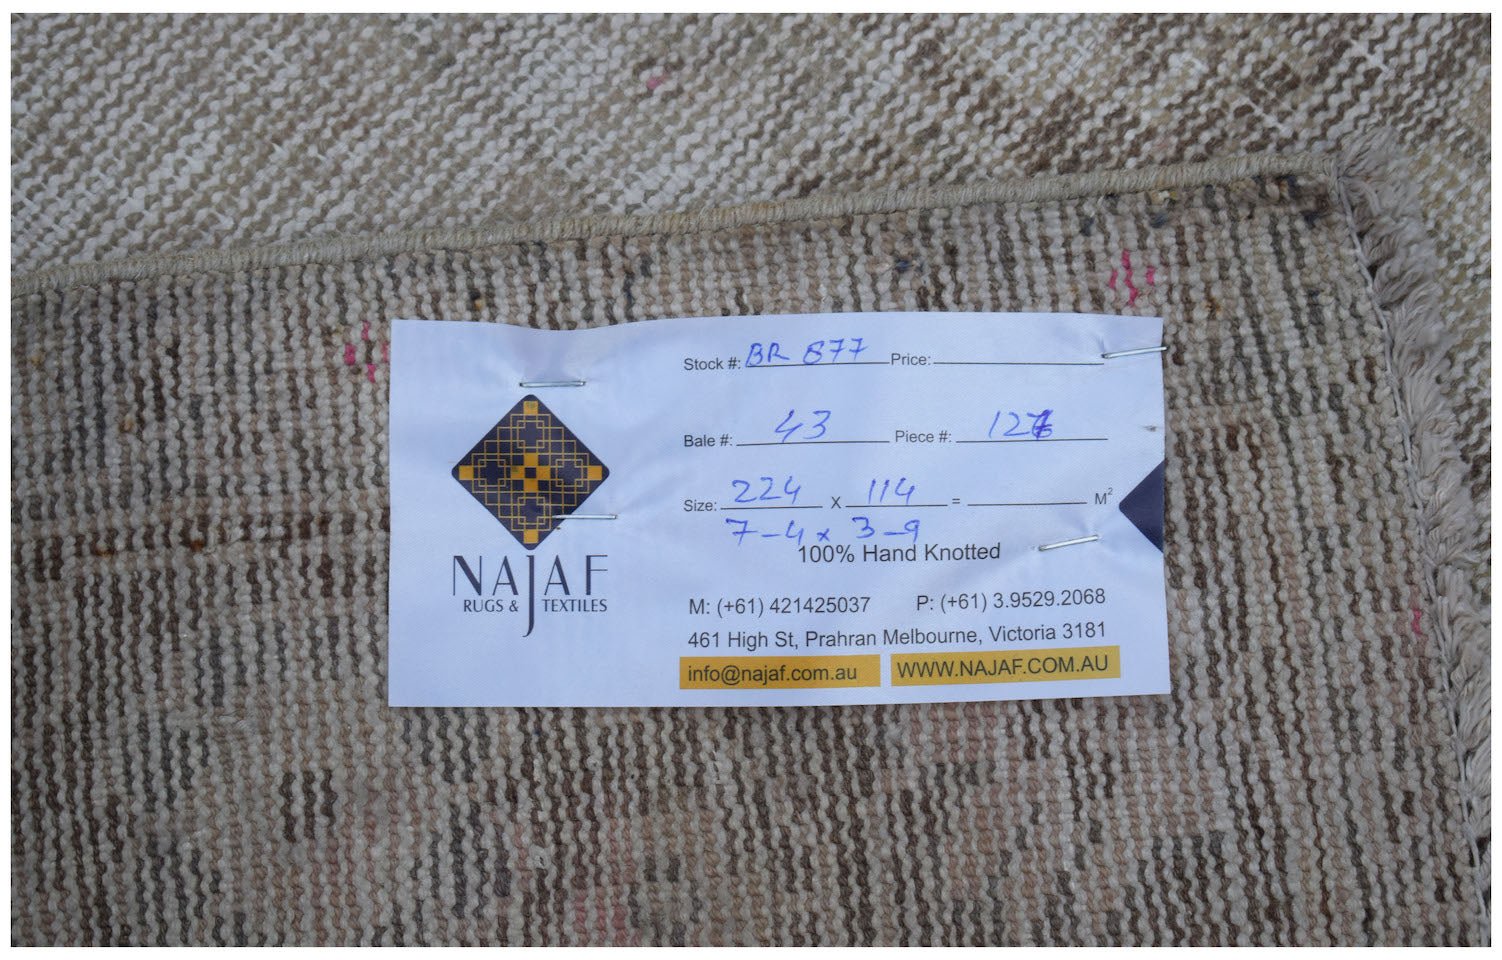 NAJAF
RUGS & TEXTILES
Stock #: BR 877 Price:
Bale #: 43 Piece #:
Size: 224 X 114 = M²
7-4 x 3-9
100% Hand Knotted
M: (+61) 421425037 P: (+61) 3.9529.2068
461 High St, Prahran Melbourne, Victoria 3181
info@najaf.com.au WWW.NAJAF.COM.AU